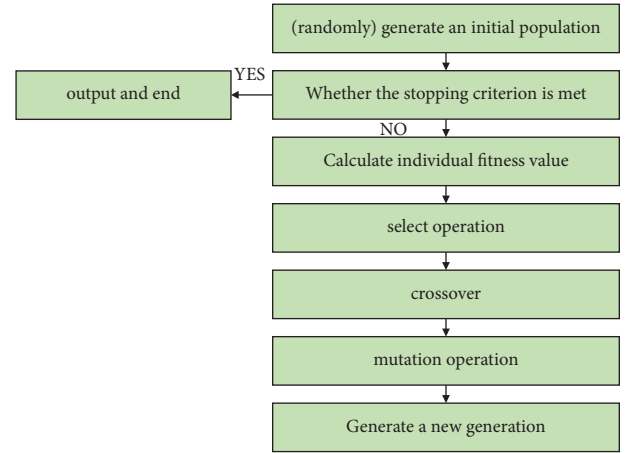 (randomly) generate an initial population
YES
output and end
Whether the stopping criterion is met
NO
Calculate individual fitness value
select operation
crossover
mutation operation
Generate a new generation